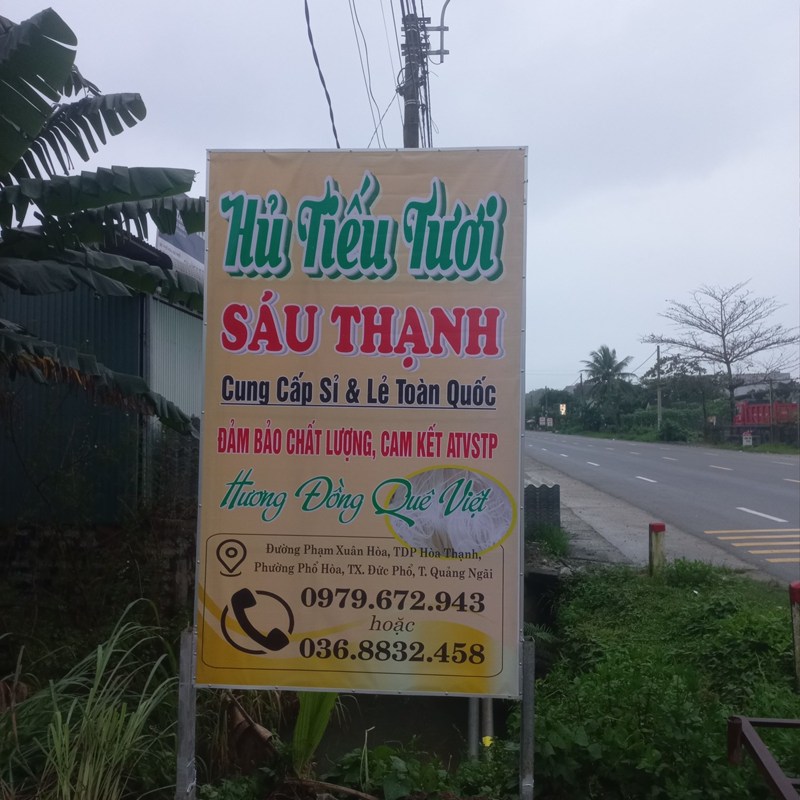 Hủ Tiếu Tươi
SÁU THẠNH
Cung Cấp Sỉ & Lẻ Toàn Quốc
ĐẢM BẢO CHẤT LƯỢNG, CAM KẾT ATVSTP
Hương Đồng Quê Việt
Đường Phạm Xuân Hòa, TDP Hòa Thạnh,
Phường Phổ Hòa, TX. Đức Phổ, T. Quảng Ngãi
0979.672.943
hoặc
036.8832.458